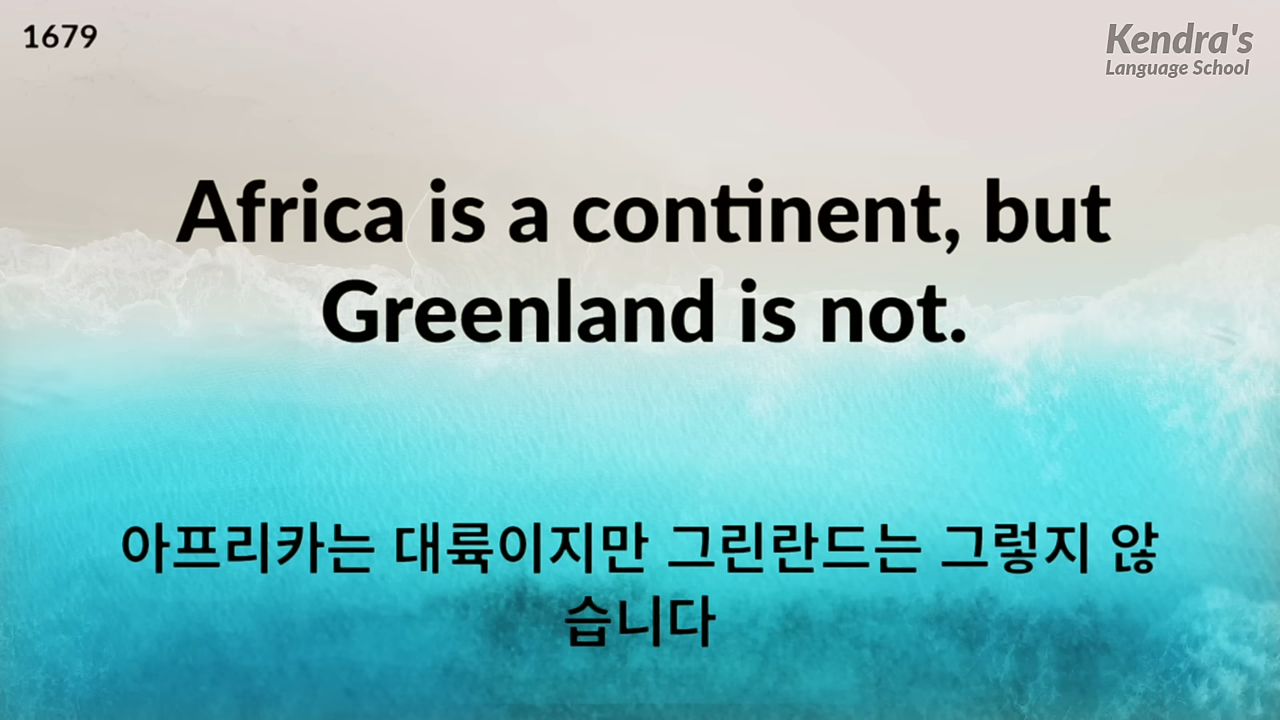 1679
Kendra's
Language School
Africa is a continent, but
Greenland is not.
아프리카는 대륙이지만 그린란드는 그렇지 않
습니다